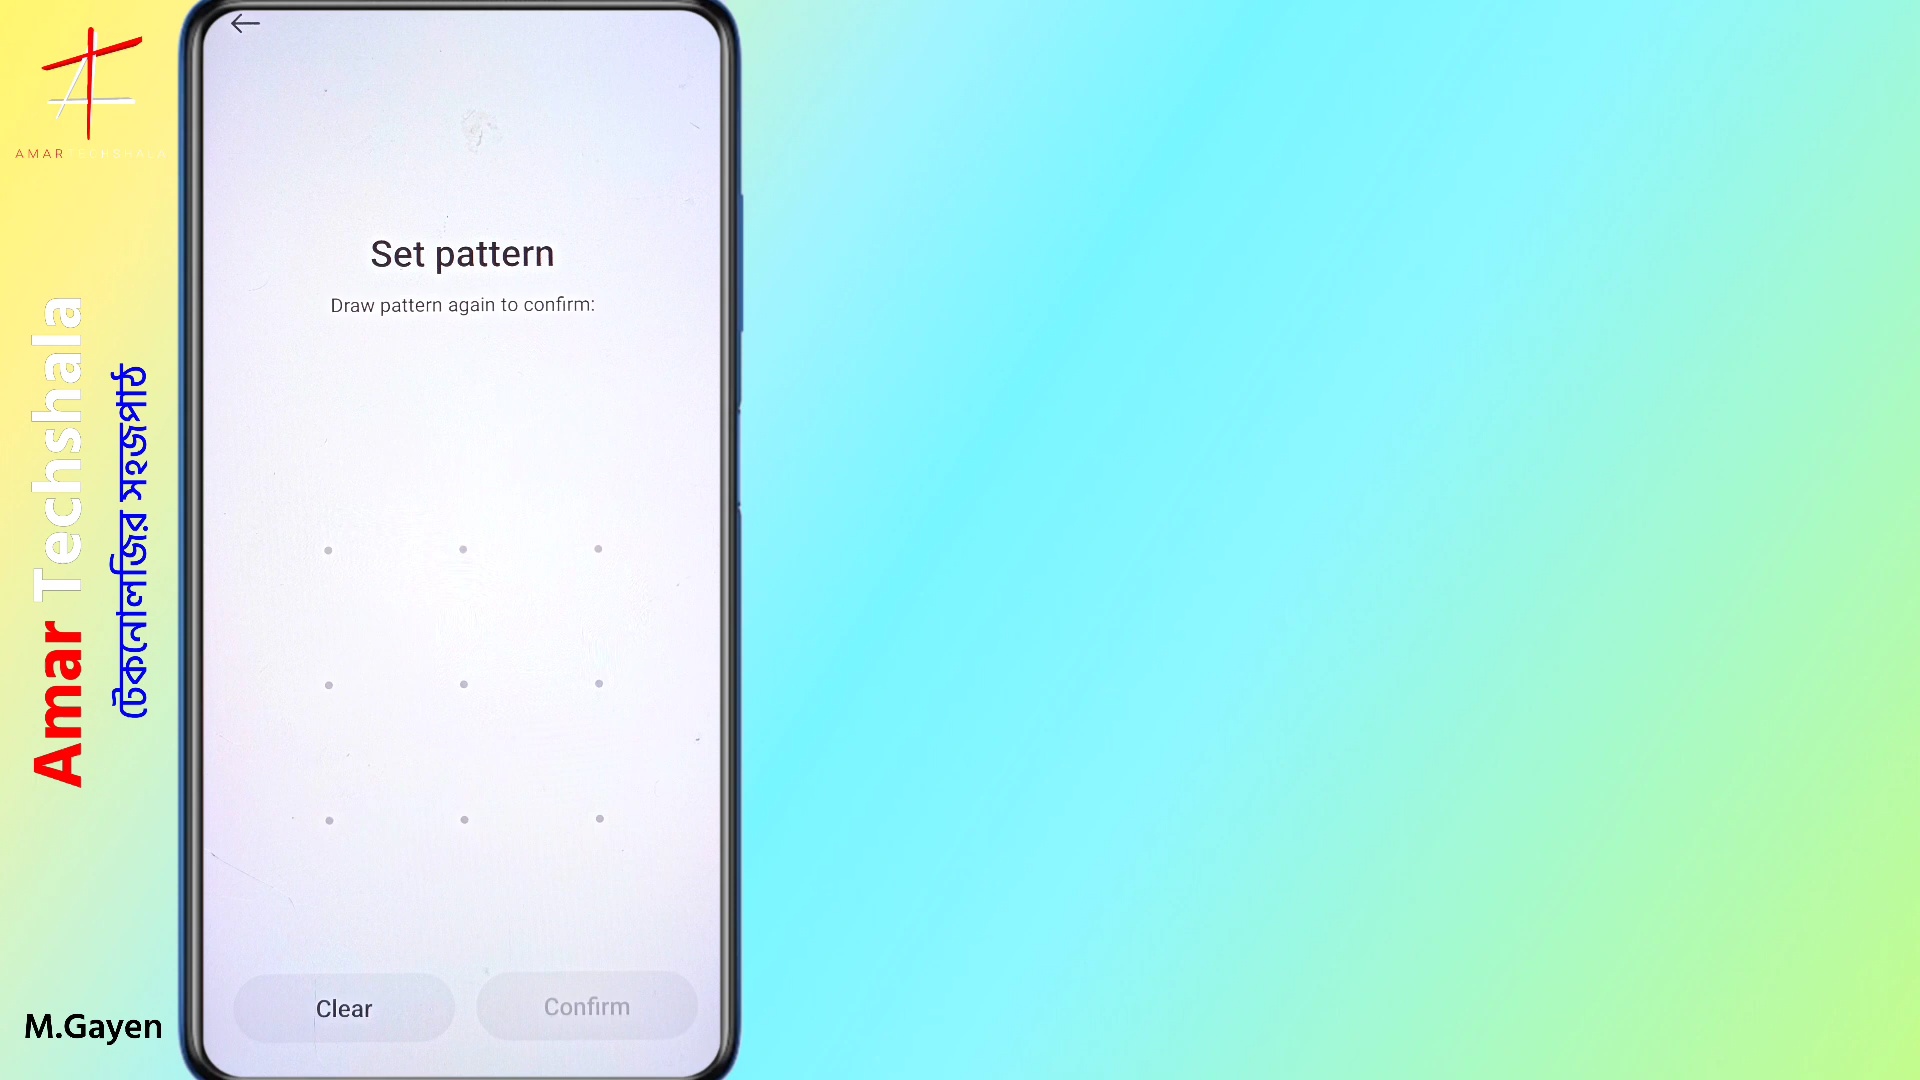 AMAR TECHSHALA
Amar Techshala
টেকনোলজির সহজপাঠ
M.Gayen
Set pattern
Draw pattern again to confirm:
Clear
Confirm